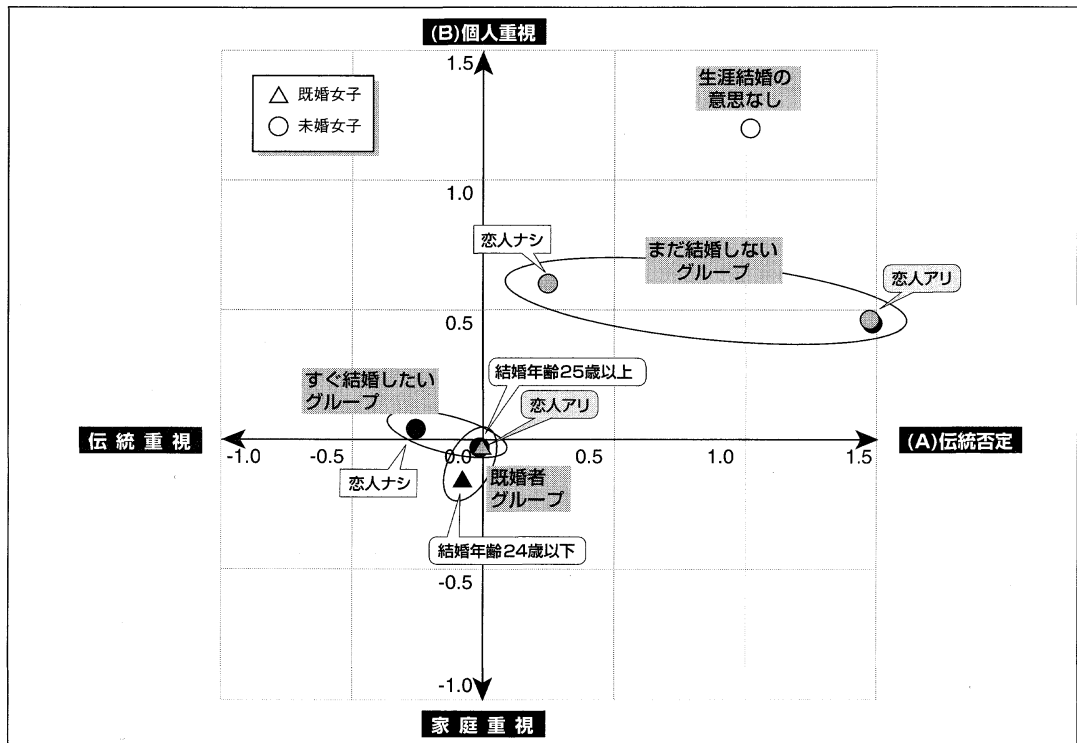 (B)個人重視
1.5
△ 既婚女子
○ 未婚女子
生涯結婚の
意思なし
1.0
恋人ナシ
まだ結婚しない
グループ
恋人アリ
0.5
結婚年齢25歳以上
すぐ結婚したい
グループ
恋人アリ
伝統重視
(A)伝統否定
-1.0
-0.5
0.0
0.5
1.0
1.5
恋人ナシ
既婚者
グループ
結婚年齢24歳以下
-0.5
-1.0
家庭重視